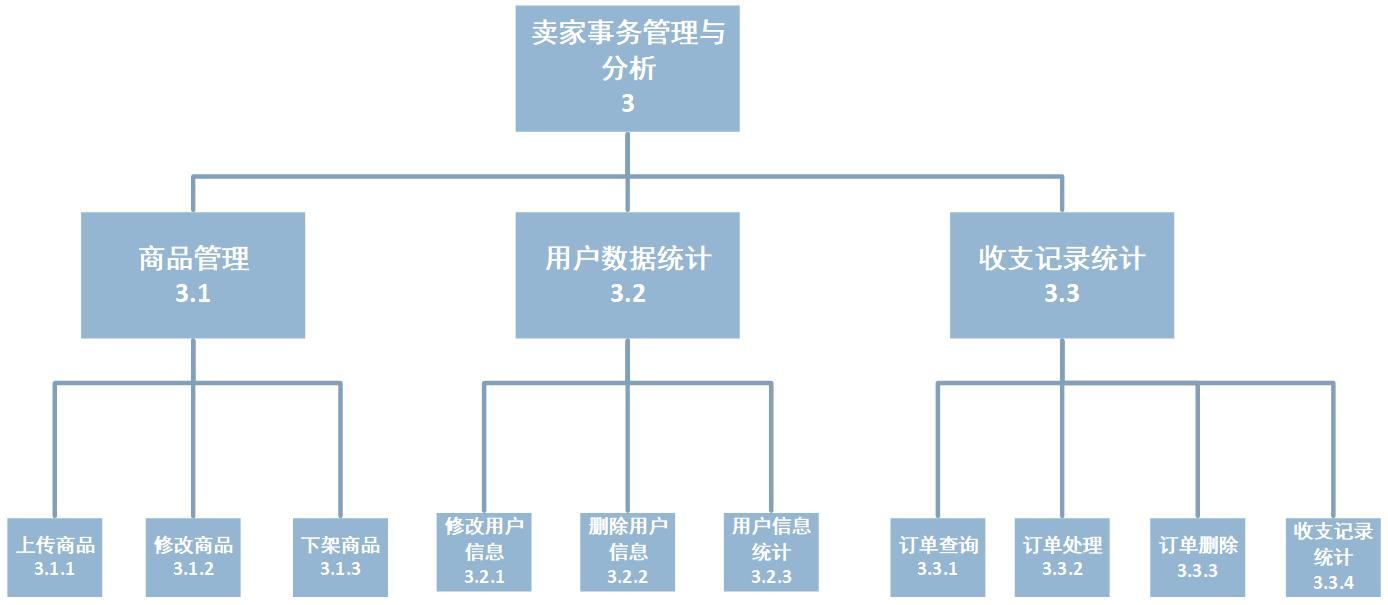 卖家事务管理与
分析
3
商品管理
3.1
用户数据统计
3.2
收支记录统计
3.3
上传商品
3.1.1
修改商品
3.1.2
下架商品
3.1.3
修改用户
信息
3.2.1
删除用户
信息
3.2.2
用户信息
统计
3.2.3
订单查询
3.3.1
订单处理
3.3.2
订单删除
3.3.3
收支记录
统计
3.3.4